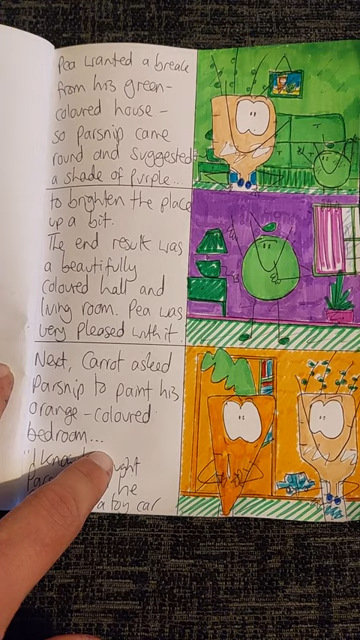 Pea wanted a break
from his green-
coloured house -
so parsnip came
round and suggested
a shade of purple...
to brighten the place
up a bit.
The end result was
a beautifully
coloured hall and
living room. Pea was
very pleased with it.
Next, Carrot asked
Parsnip to paint his
orange-coloured
bedroom...
"I know
he
a toy car